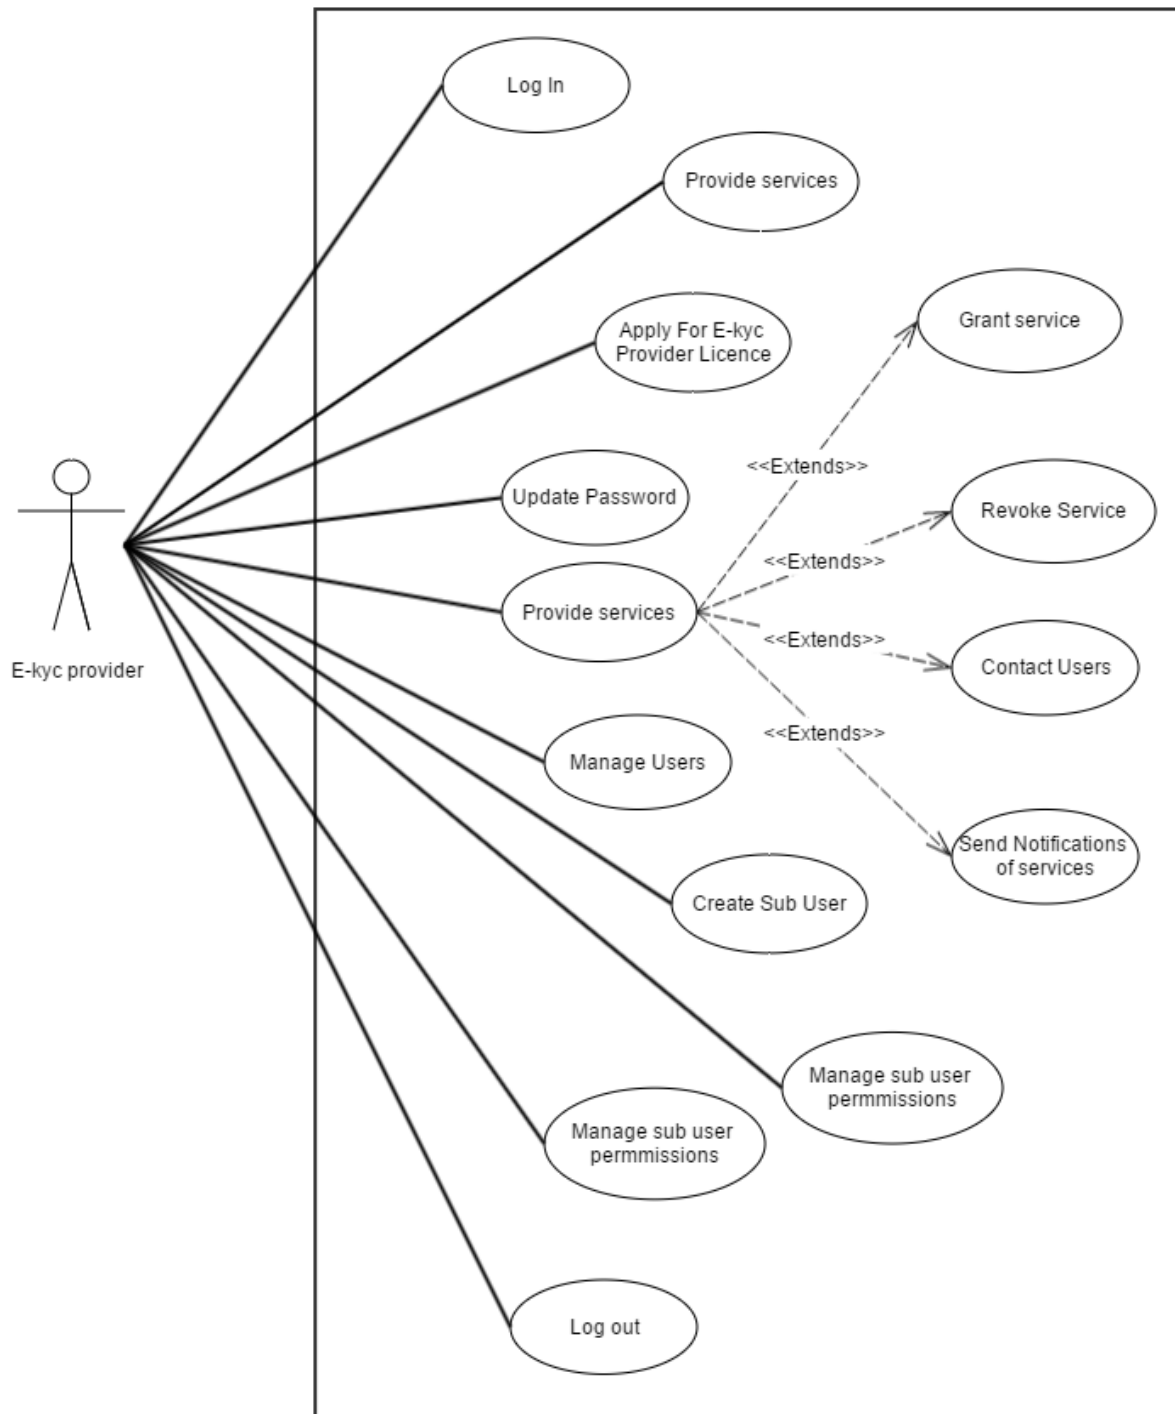 Log In
Provide services
Apply For E-kyc
Provider Licence
Grant service
<<Extends>>
Update Password
Revoke Service
<<Extends>>
Provide services
<<Extends>>
Contact Users
E-kyc provider
<<Extends>>
Manage Users
Send Notifications
of services
Create Sub User
Manage sub user
permmissions
Manage sub user
permmissions
Log out